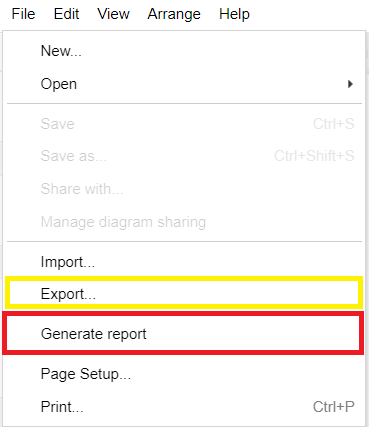 File Edit View Arrange Help
New...
Open
Save Ctrl+S
Save as... Ctrl+Shift+S
Share with...
Manage diagram sharing
Import...
Export...
Generate report
Page Setup...
Print... Ctrl+P